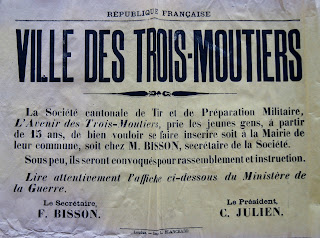 RÉPUBLIQUE FRANÇAISE
VILLE DES TROIS-MOUTIERS
La Société cantonale de Tir et de Préparation Militaire,
L'Avenir des Trois-Moutiers, prie les jeunes gens, à partir
de 15 ans, de bien vouloir se faire inscrire soit à la Mairie de
leur commune, soit chez M. BISSON, secrétaire de la Société.
Sous peu, ils seront convoqués pour rassemblement et instruction.
Lire attentivement l'affiche ci-dessous du Ministère de
la Guerre.
Le Secrétaire,
F. BISSON.
Le Président,
C. JULIEN.
Loudun. — Imp. BLANCHARD